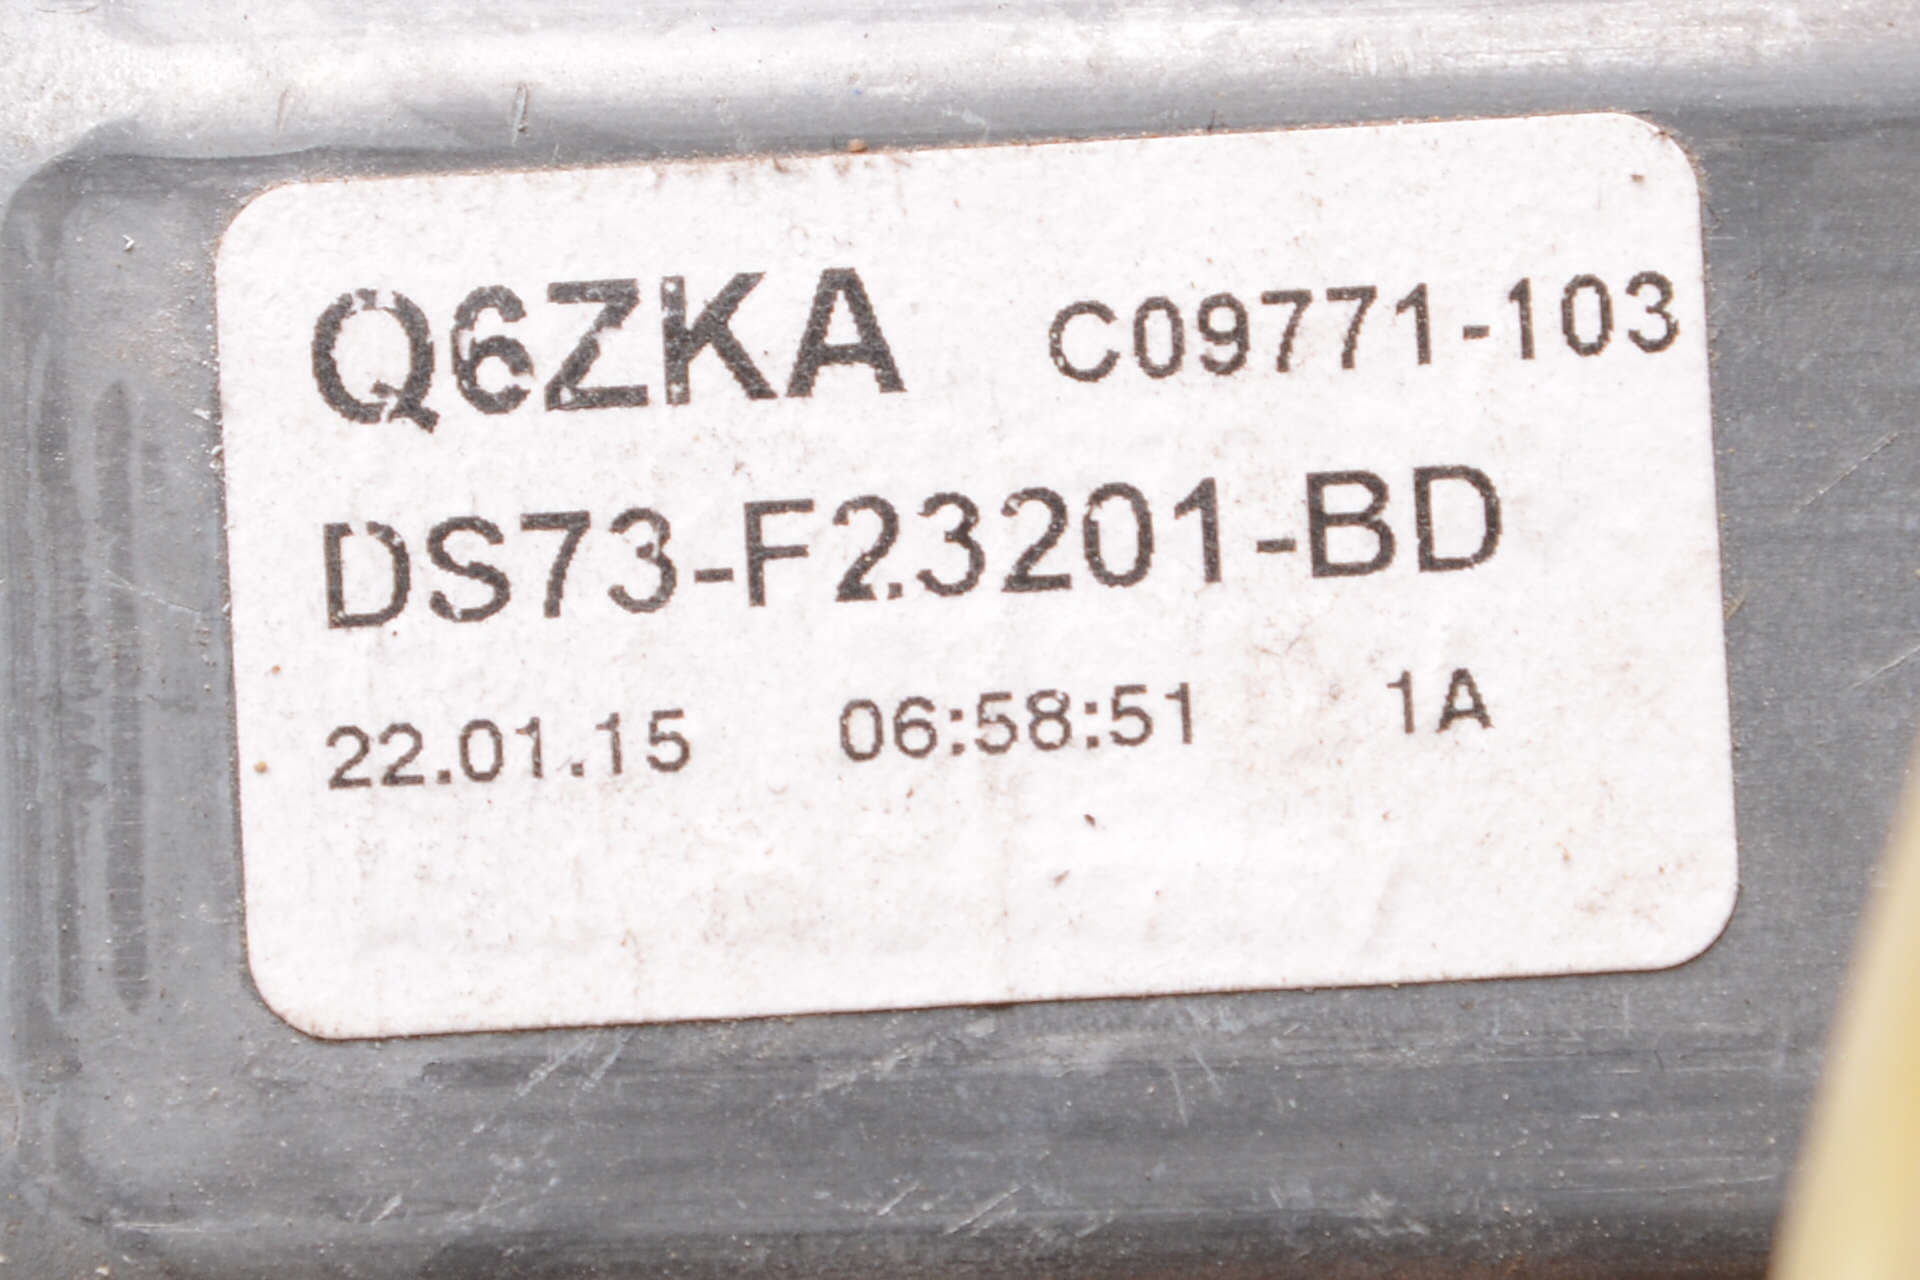 Q6ZKA C09771-103
DS73-F23201-BD
22.01.15 06:58:51 1A